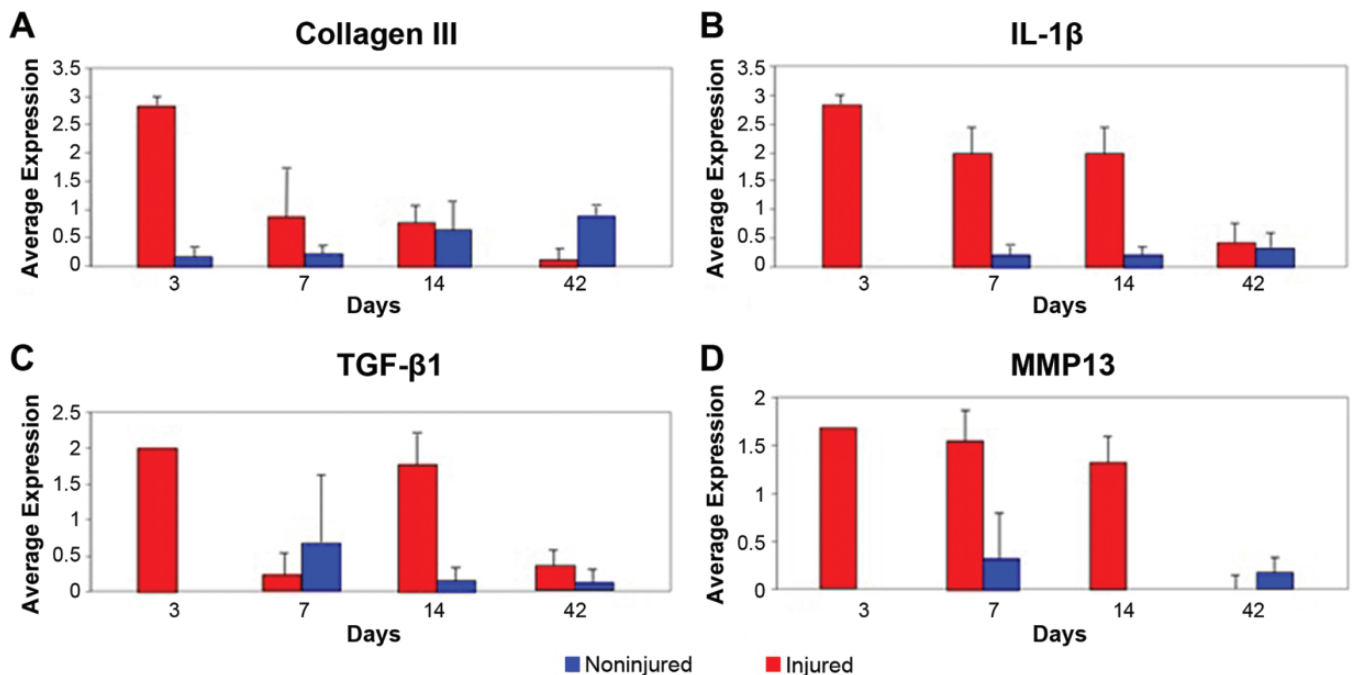 A
Collagen III
3.5
3
2.5
2
1.5
1
0.5
0
Average Expression
3 7 14 42
Days
B
IL-1β
3.5
3
2.5
2
1.5
1
0.5
0
Average Expression
3 7 14 42
Days
C
TGF-β1
2.5
2
1.5
1
0.5
0
Average Expression
3 7 14 42
Days
D
MMP13
2
1.5
1
0.5
0
Average Expression
3 7 14 42
Days
Noninjured Injured